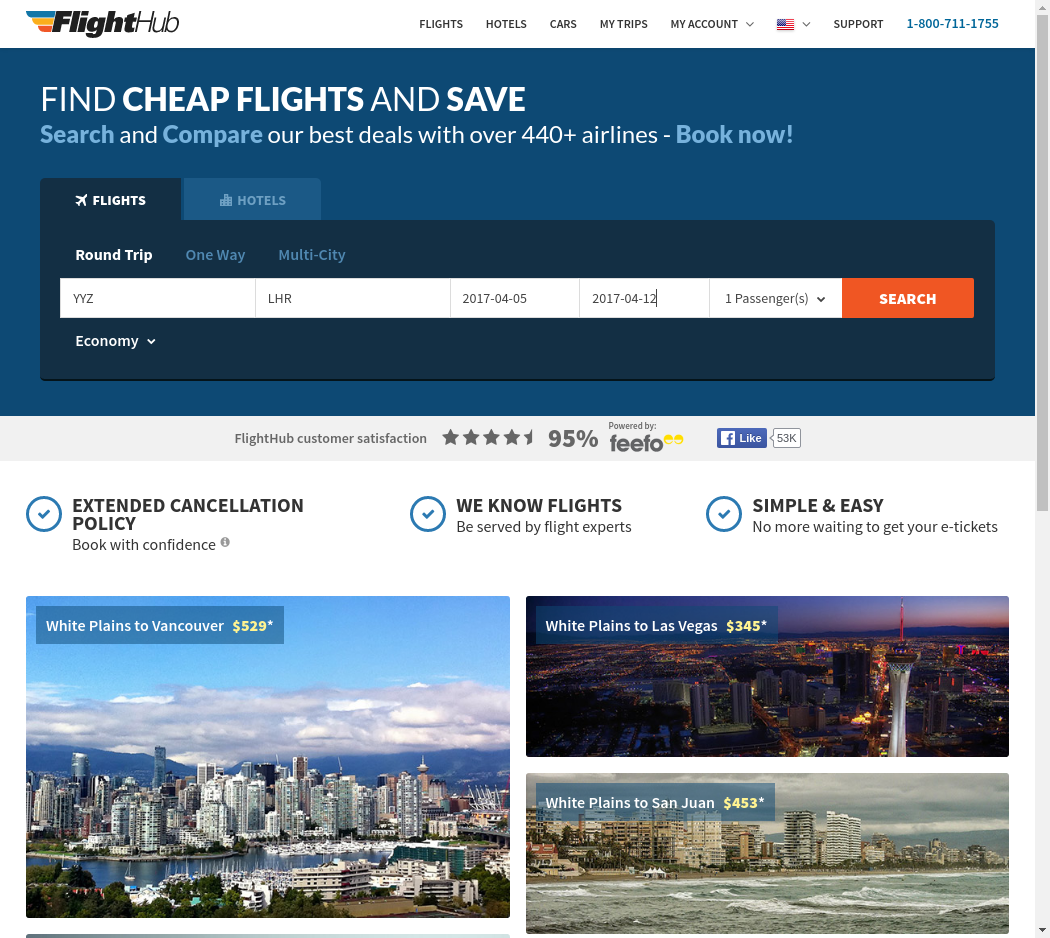 FlightHub
FLIGHTS HOTELS CARS MY TRIPS MY ACCOUNT SUPPORT 1-800-711-1755
FIND CHEAP FLIGHTS AND SAVE
Search and Compare our best deals with over 440+ airlines - Book now!
FLIGHTS HOTELS
Round Trip One Way Multi-City
YYZ LHR 2017-04-05 2017-04-12 1 Passenger(s) SEARCH
Economy
FlightHub customer satisfaction 95% Powered by: feefo Like 53K
EXTENDED CANCELLATION POLICY
Book with confidence
WE KNOW FLIGHTS
Be served by flight experts
SIMPLE & EASY
No more waiting to get your e-tickets
White Plains to Vancouver $529*
White Plains to Las Vegas $345*
White Plains to San Juan $453*